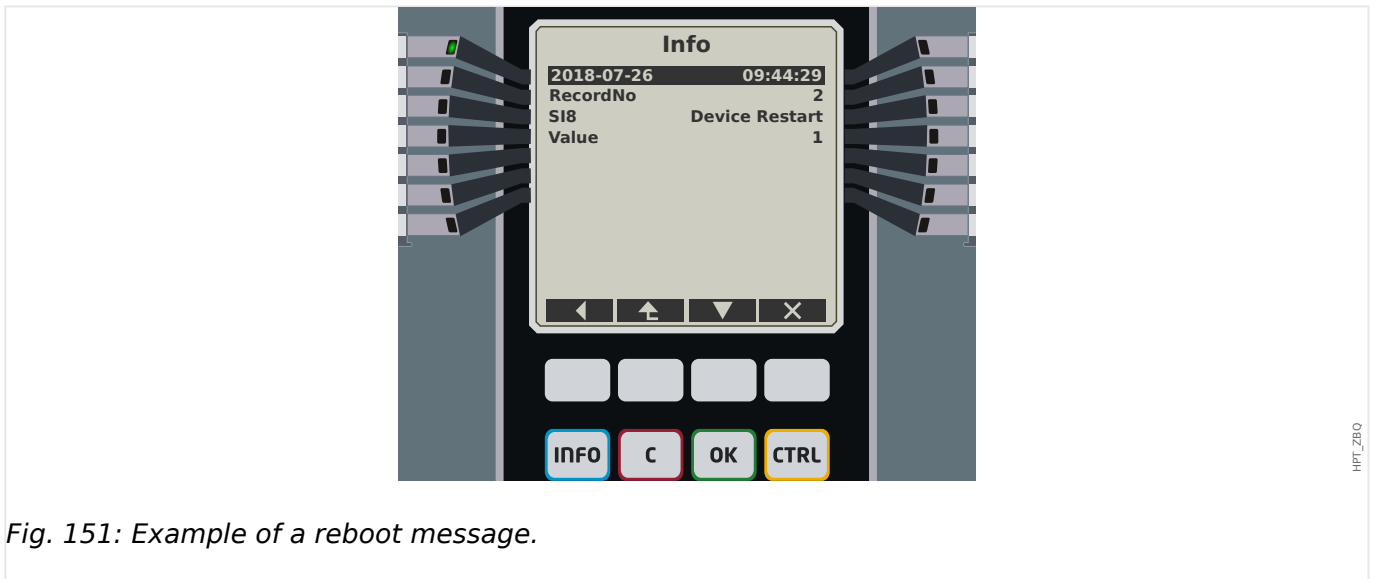 Info
2018-07-26 09:44:29
RecordNo 2
SI8 Device Restart
Value 1
INFO C OK CTRL
HPT_ZBQ
Fig. 151: Example of a reboot message.